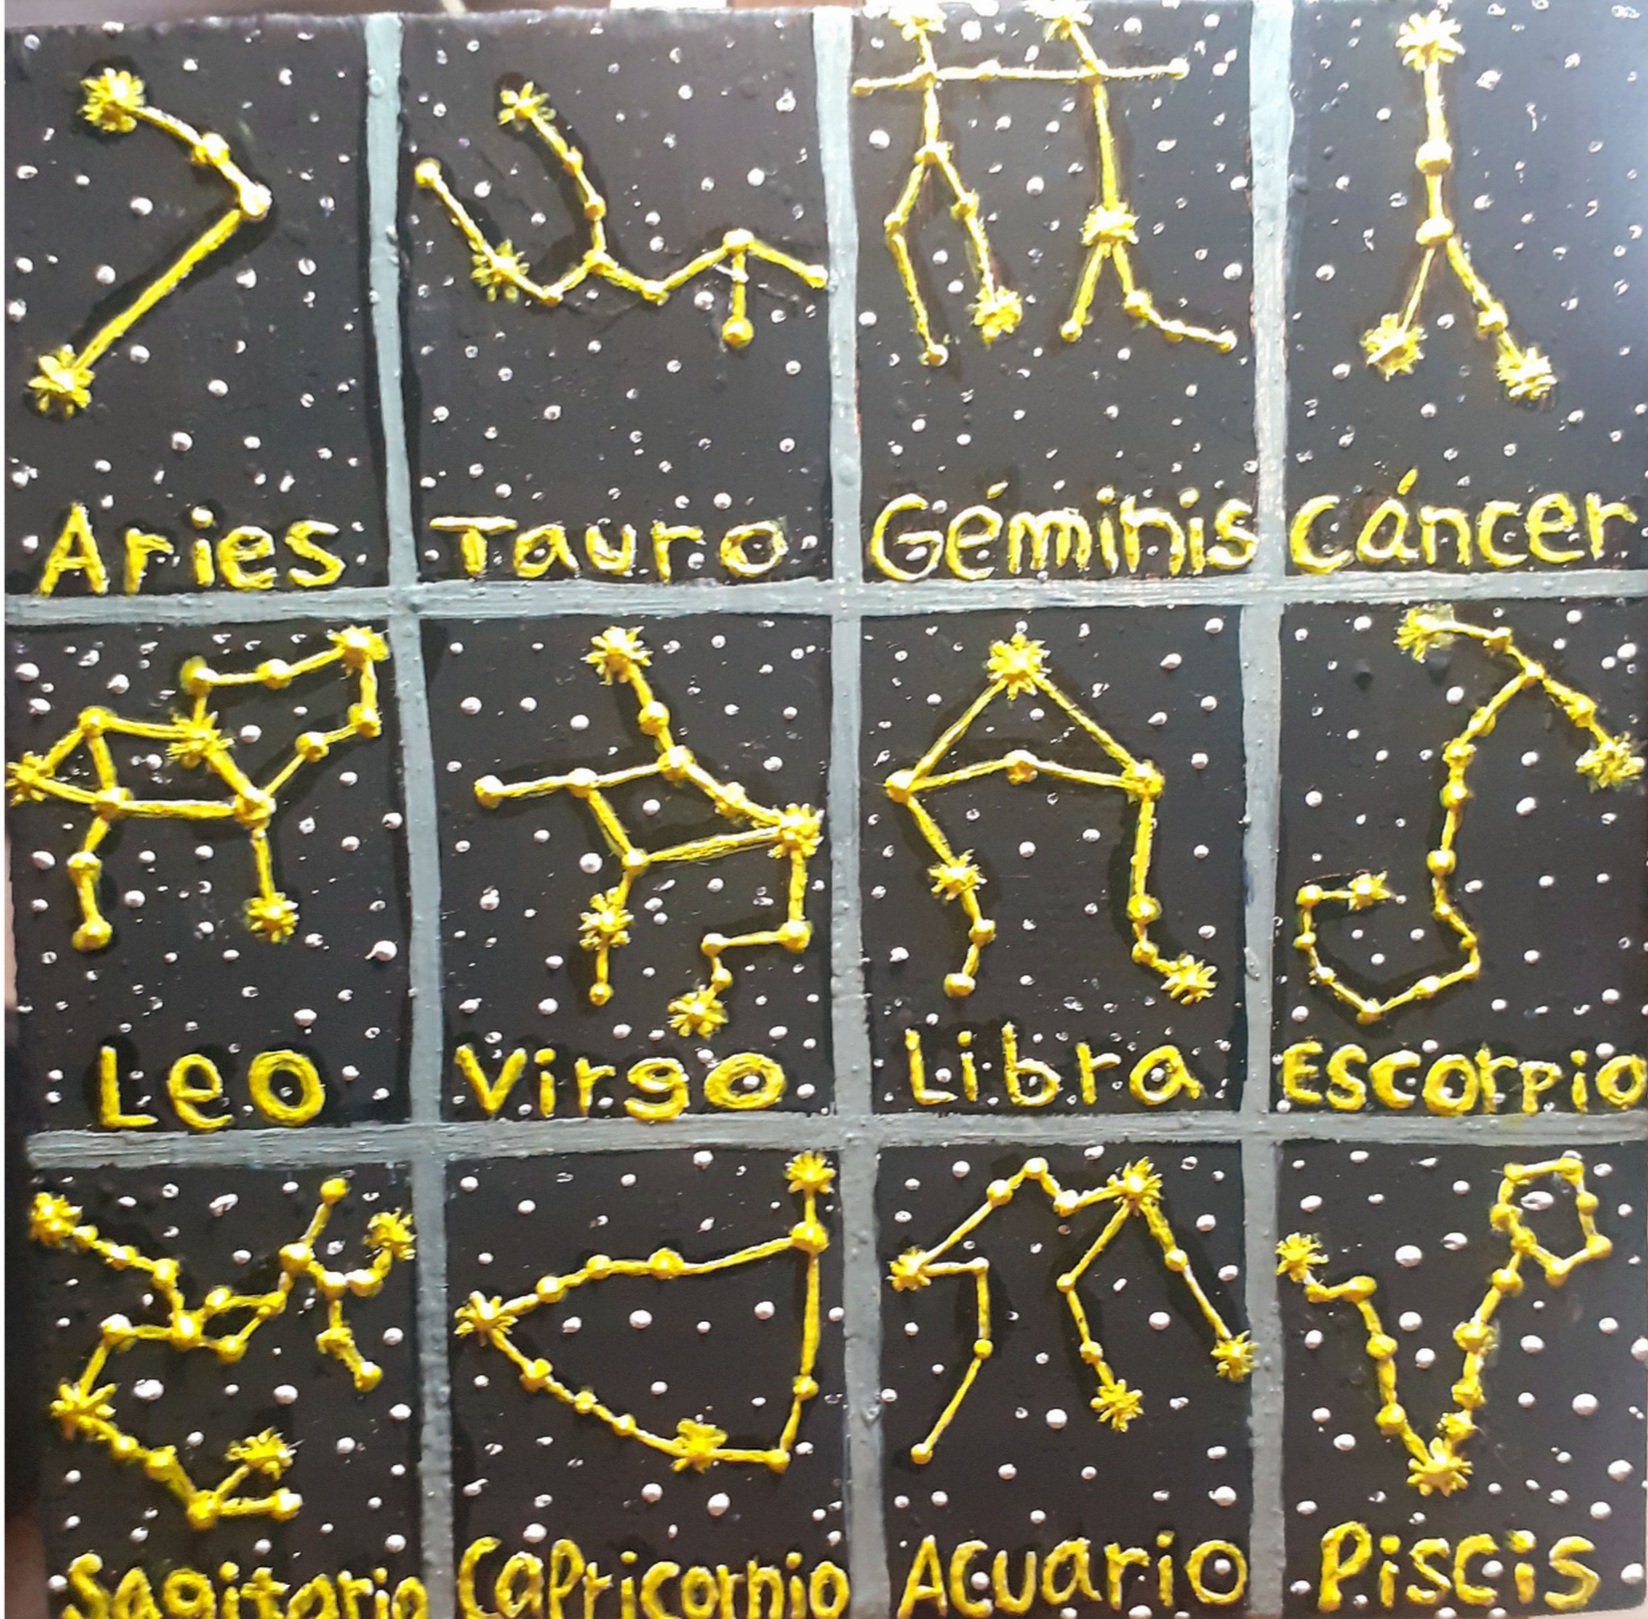 Aries Tauro Géminis Cáncer
Leo Virgo Libra Escorpio
Sagitario Capricornio Acuario Piscis